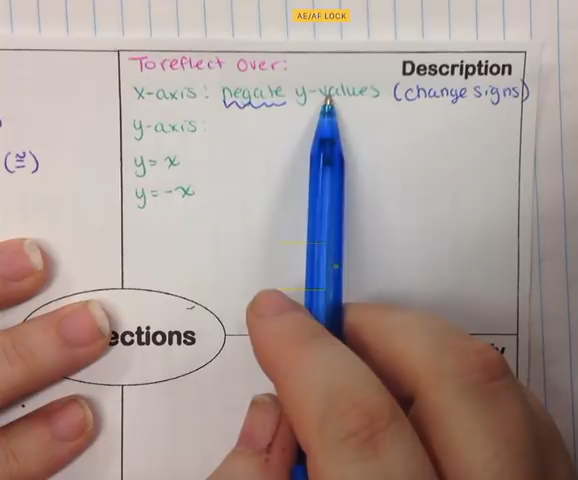 AE/AF LOCK
To reflect over:
Description
x-axis: negate y-values (change signs)
y-axis:
(≅)
y = x
y = -x
ections